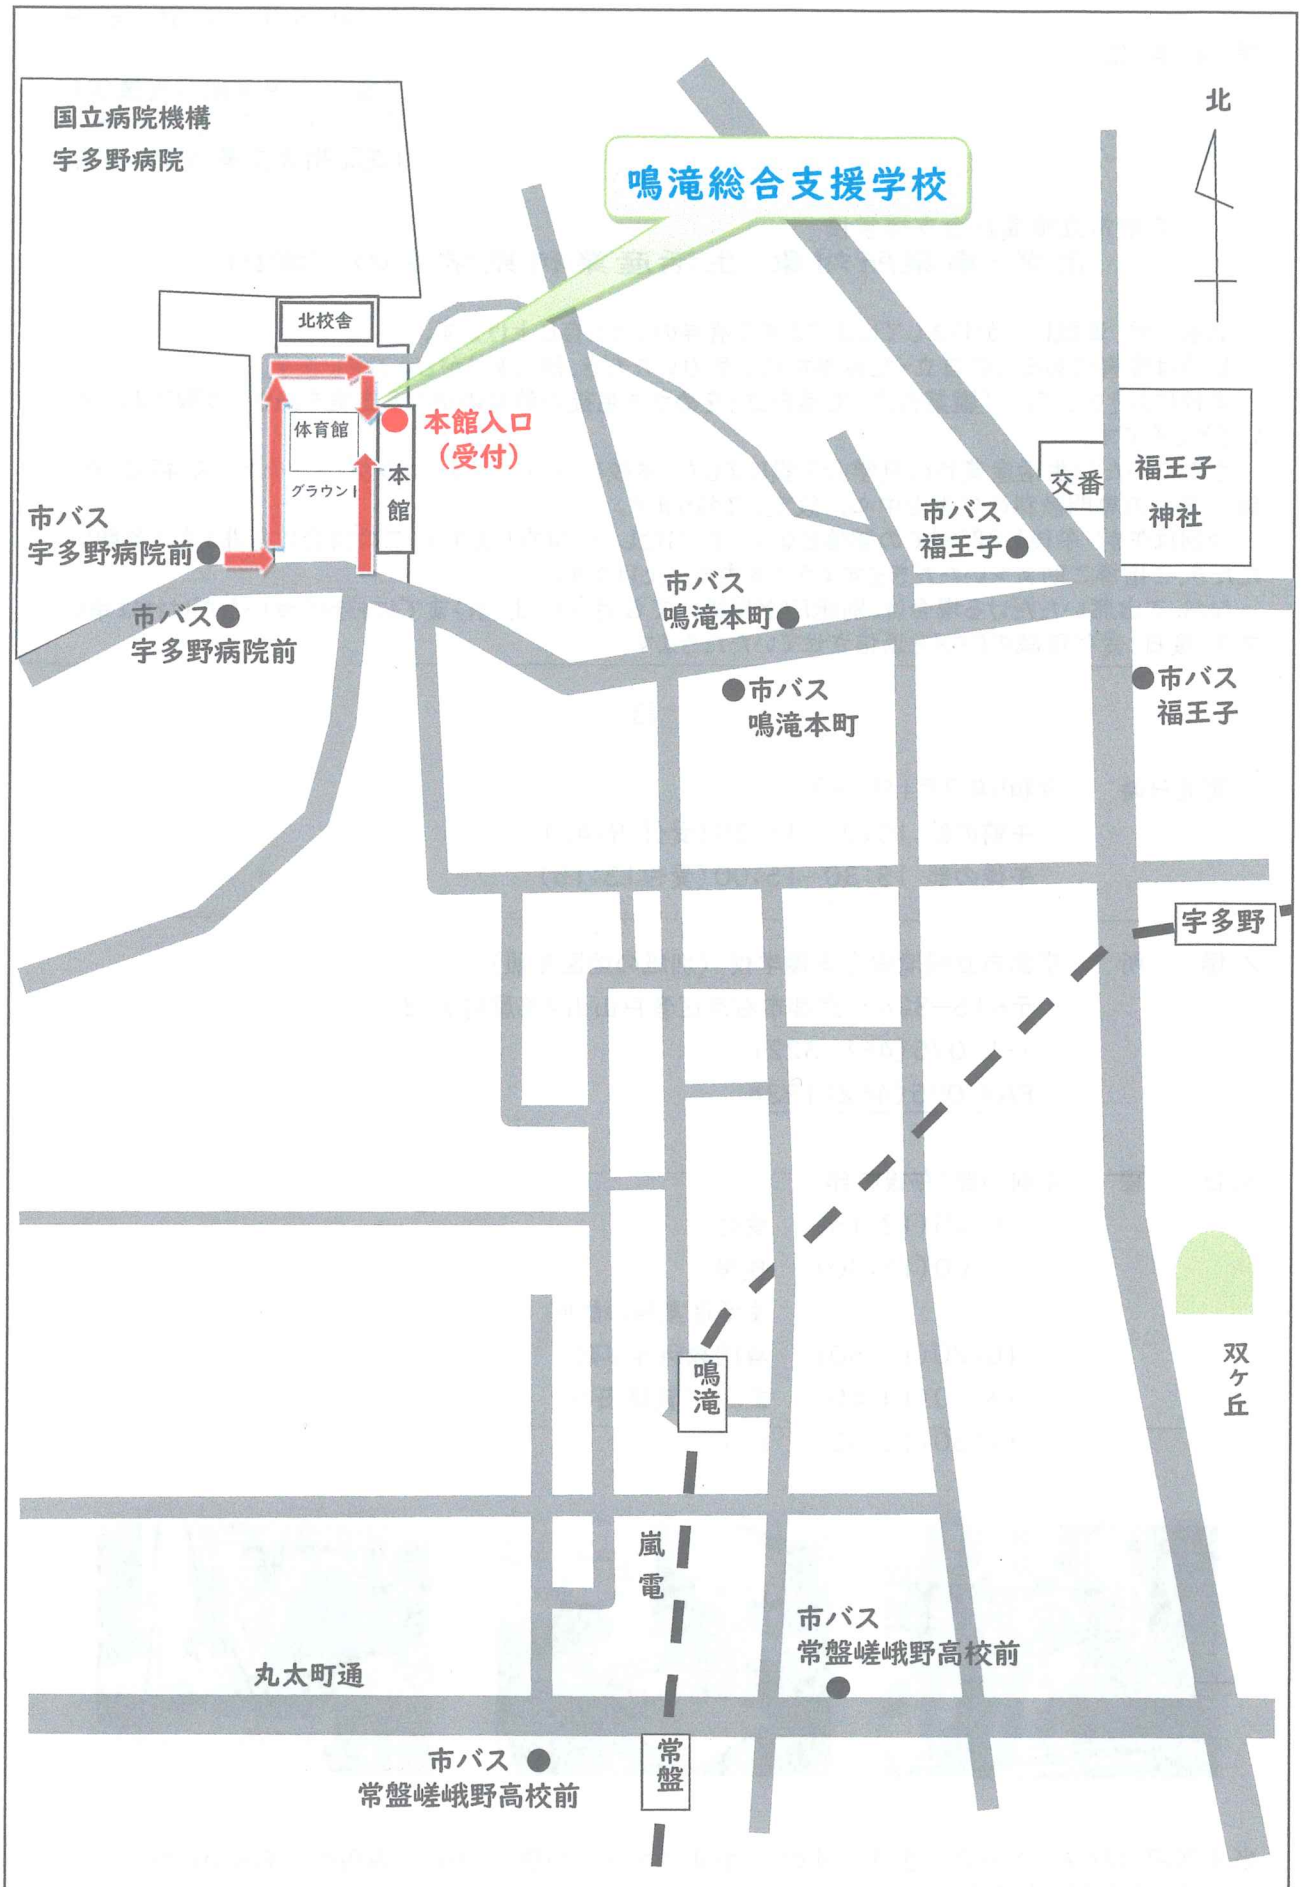 国立病院機構
宇多野病院
北
鳴滝総合支援学校
北校舎
体育館
本館入口
(受付)
グラウンド
本館
市バス
宇多野病院前
市バス
宇多野病院前
市バス
鳴滝本町
市バス
鳴滝本町
市バス
福王子
交番
福王子
神社
市バス
福王子
宇多野
双ヶ丘
鳴滝
嵐電
市バス
常盤嵯峨野高校前
丸太町通
市バス
常盤嵯峨野高校前
常盤